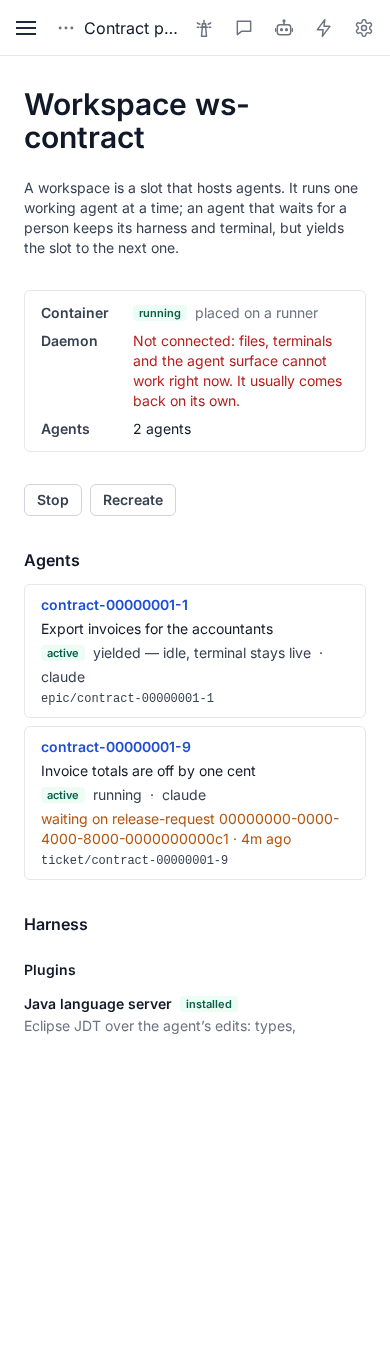 Contract p...
Workspace ws-
contract
A workspace is a slot that hosts agents. It runs one
working agent at a time; an agent that waits for a
person keeps its harness and terminal, but yields
the slot to the next one.
Container running placed on a runner
Daemon Not connected: files, terminals
and the agent surface cannot
work right now. It usually comes
back on its own.
Agents 2 agents
Stop Recreate
Agents
contract-00000001-1
Export invoices for the accountants
active yielded — idle, terminal stays live ·
claude
epic/contract-00000001-1
contract-00000001-9
Invoice totals are off by one cent
active running · claude
waiting on release-request 00000000-0000-
4000-8000-0000000000c1 · 4m ago
ticket/contract-00000001-9
Harness
Plugins
Java language server installed
Eclipse JDT over the agent’s edits: types,